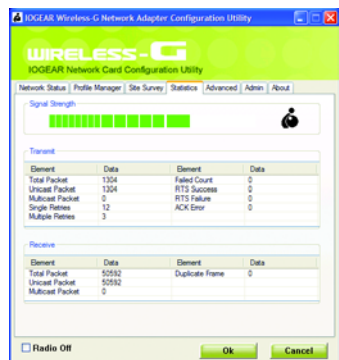 IOGEAR Wireless-G Network Adapter Configuration Utility
WIRELESS-G
IOGEAR Network Card Configuration Utility
Network Status Profile Manager Site Survey Statistics Advanced Admin About
Signal Strength
Transmit
Element Data Element Data
Total Packet 1304 Failed Count 0
Unicast Packet 1304 RTS Success 0
Multicast Packet 0 RTS Failure 0
Single Retries 12 ACK Error 0
Multiple Retries 3
Receive
Element Data Element Data
Total Packet 50592 Duplicate Frame 0
Unicast Packet 50592
Multicast Packet 0
Radio Off Ok Cancel